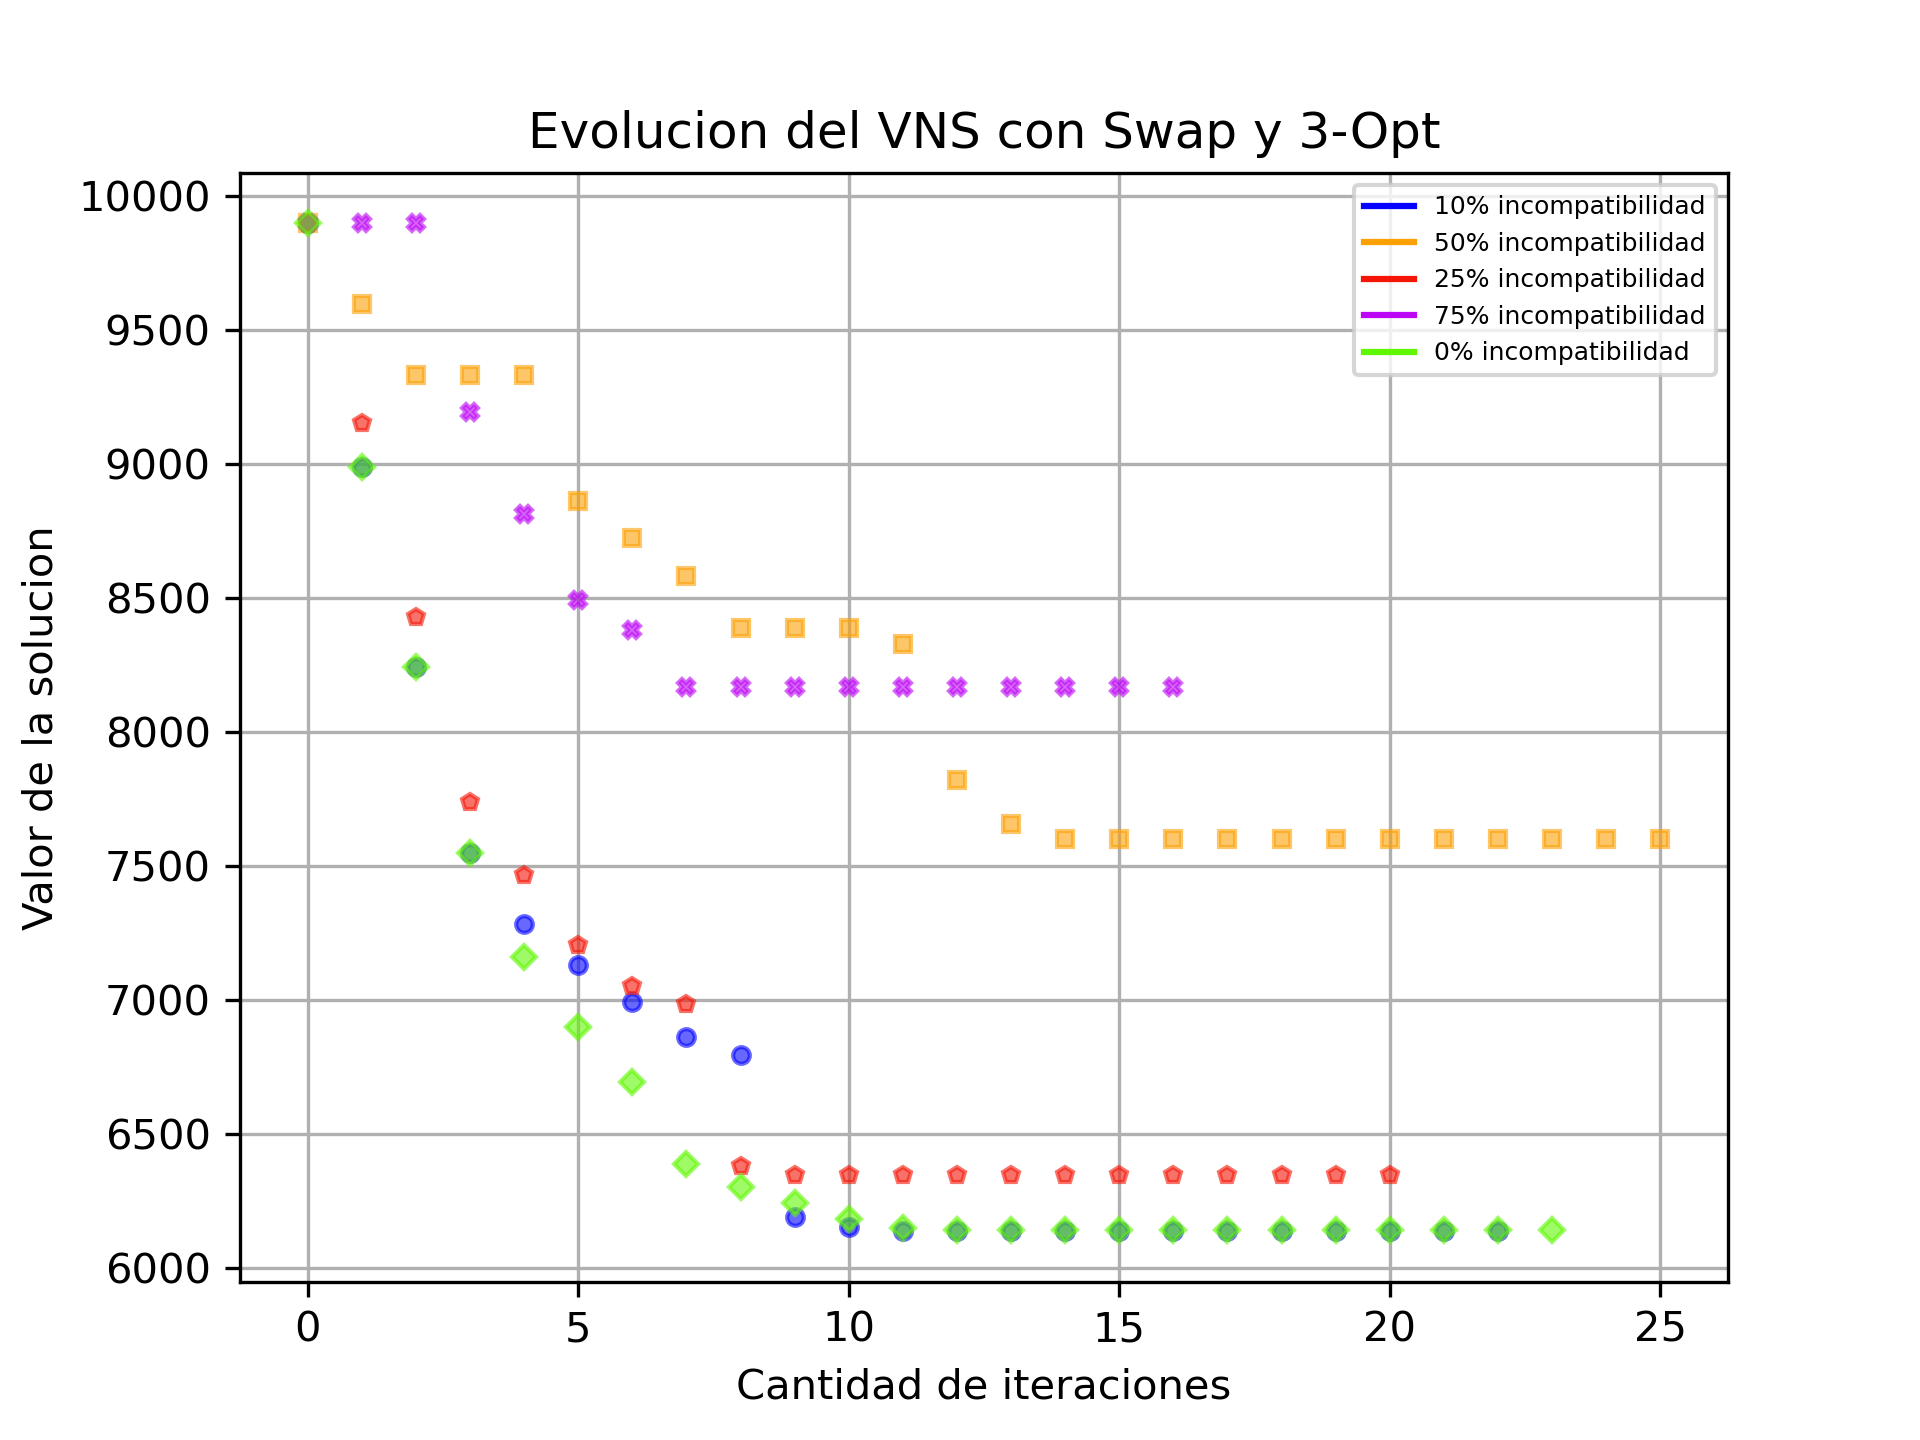 Evolucion del VNS con Swap y 3-Opt
10000
9500
9000
8500
8000
7500
7000
6500
6000
Valor de la solucion
10% incompatibilidad
50% incompatibilidad
25% incompatibilidad
75% incompatibilidad
0% incompatibilidad
0 5 10 15 20 25
Cantidad de iteraciones